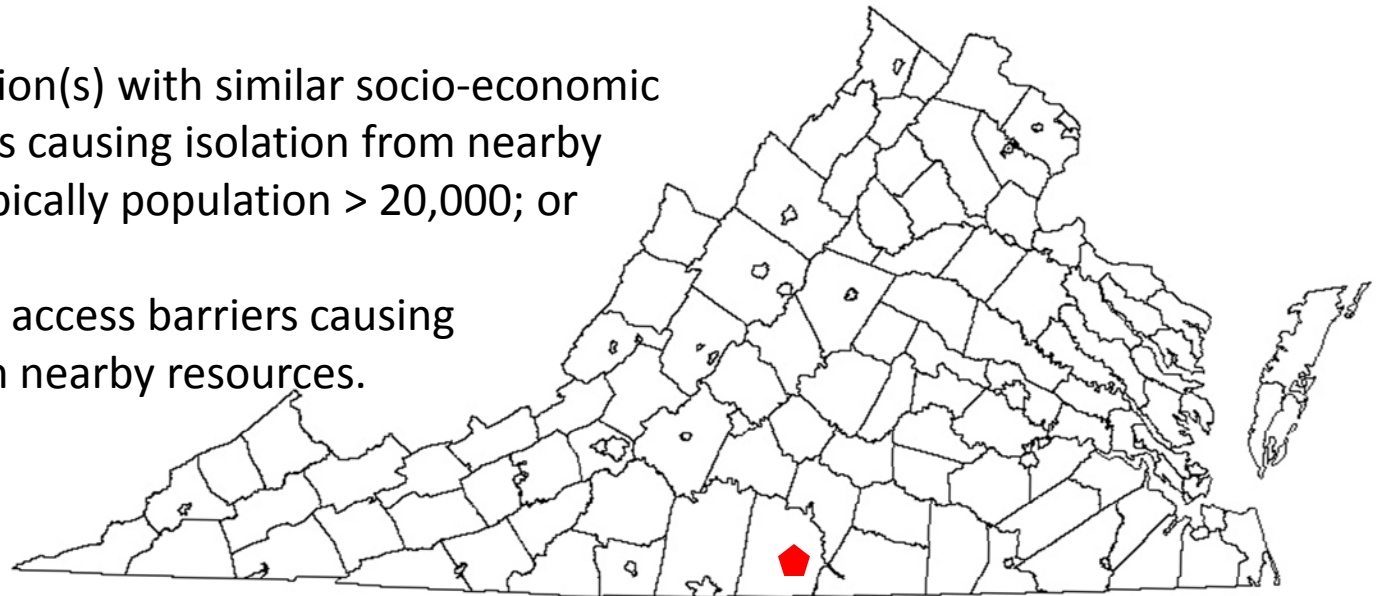 ion(s) with similar socio-economic
s causing isolation from nearby
pically population > 20,000; or
access barriers causing
nearby resources.